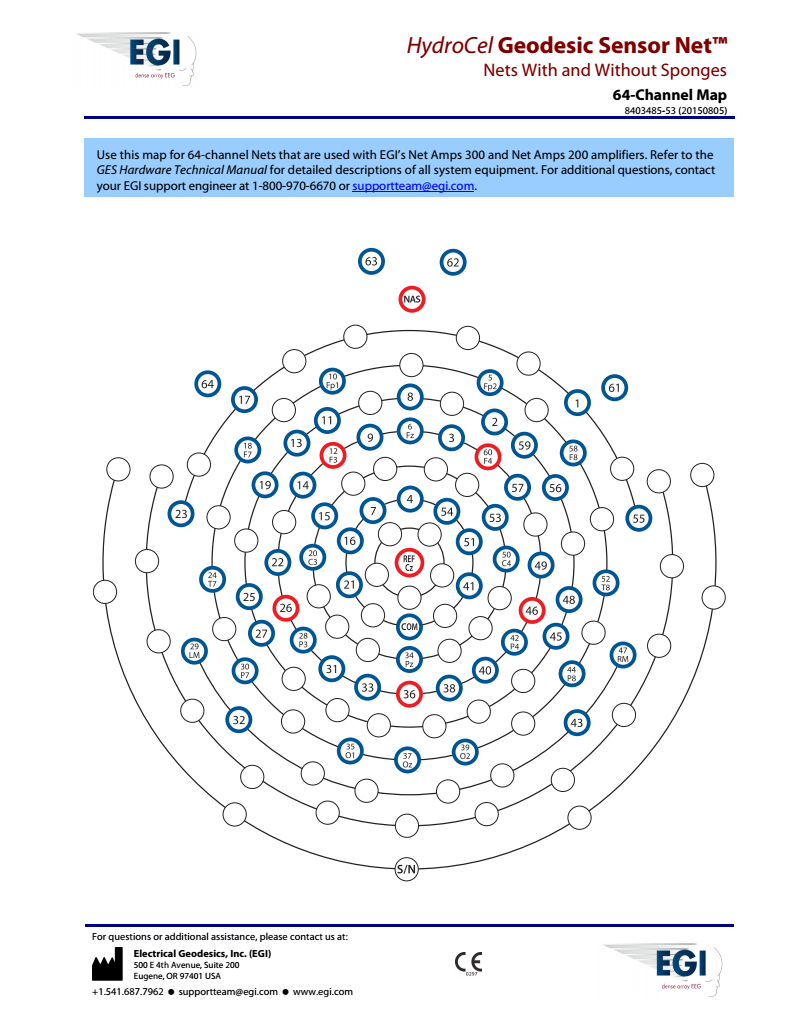 EGI
dense array EEG
HydroCel Geodesic Sensor Net™
Nets With and Without Sponges
64-Channel Map
8403485-53 (20150805)
Use this map for 64-channel Nets that are used with EGI's Net Amps 300 and Net Amps 200 amplifiers. Refer to the
GES Hardware Technical Manual for detailed descriptions of all system equipment. For additional questions, contact
your EGI support engineer at 1-800-970-6670 or supportteam@egi.com.
63 62
NAS
64 17 10 5 1 61
Fp1 Fp2
8
11 2
6
Fz
18 13 9 3 59 58
F7 F8
12 60
F3 F4
19 14 57 56
4
23 15 7 54 53 55
16 51
22 20 REF 50 49
C3 Cz C4
24 21 41 52
T7 T8
25 26 46 48
COM
27 28 42 45
P3 P4
29 34 47
LM Pz RM
30 31 40 44
P7 P8
33 36 38
32 43
35 37 39
O1 Oz O2
S/N
For questions or additional assistance, please contact us at:
Electrical Geodesics, Inc. (EGI)
500 E 4th Avenue, Suite 200
Eugene, OR 97401 USA
+1.541.687.7962 ● supportteam@egi.com ● www.egi.com
CE
0297
EGI
dense array EEG